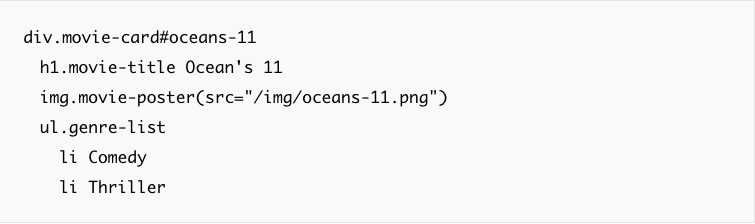 div.movie-card#oceans-11
  h1.movie-title Ocean's 11
  img.movie-poster(src="/img/oceans-11.png")
  ul.genre-list
    li Comedy
    li Thriller